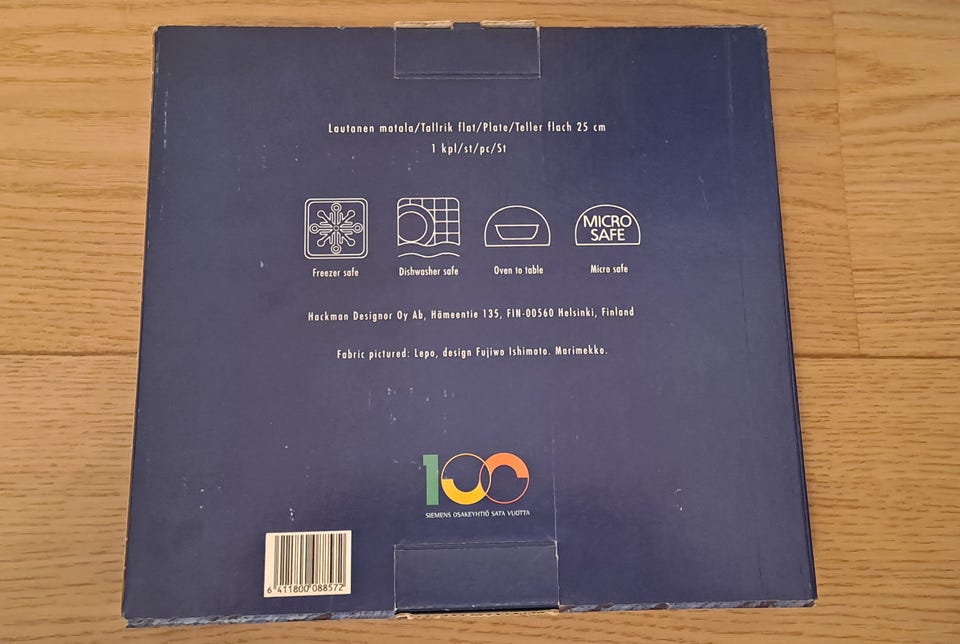 Lautanen matala/Tallrik flat/Plate/Teller flach 25 cm
1 kpl/st/pc/St
MICRO
SAFE
Freezer safe
Dishwasher safe
Oven to table
Micro safe
Hackman Designor Oy Ab, Hämeentie 135, FIN-00560 Helsinki, Finland
Fabric pictured: Lepo, design Fujiwo Ishimoto. Marimekko.
100
SIEMENS OSAKEYHTIÖ SATA VUOTTA
6 411800 088572